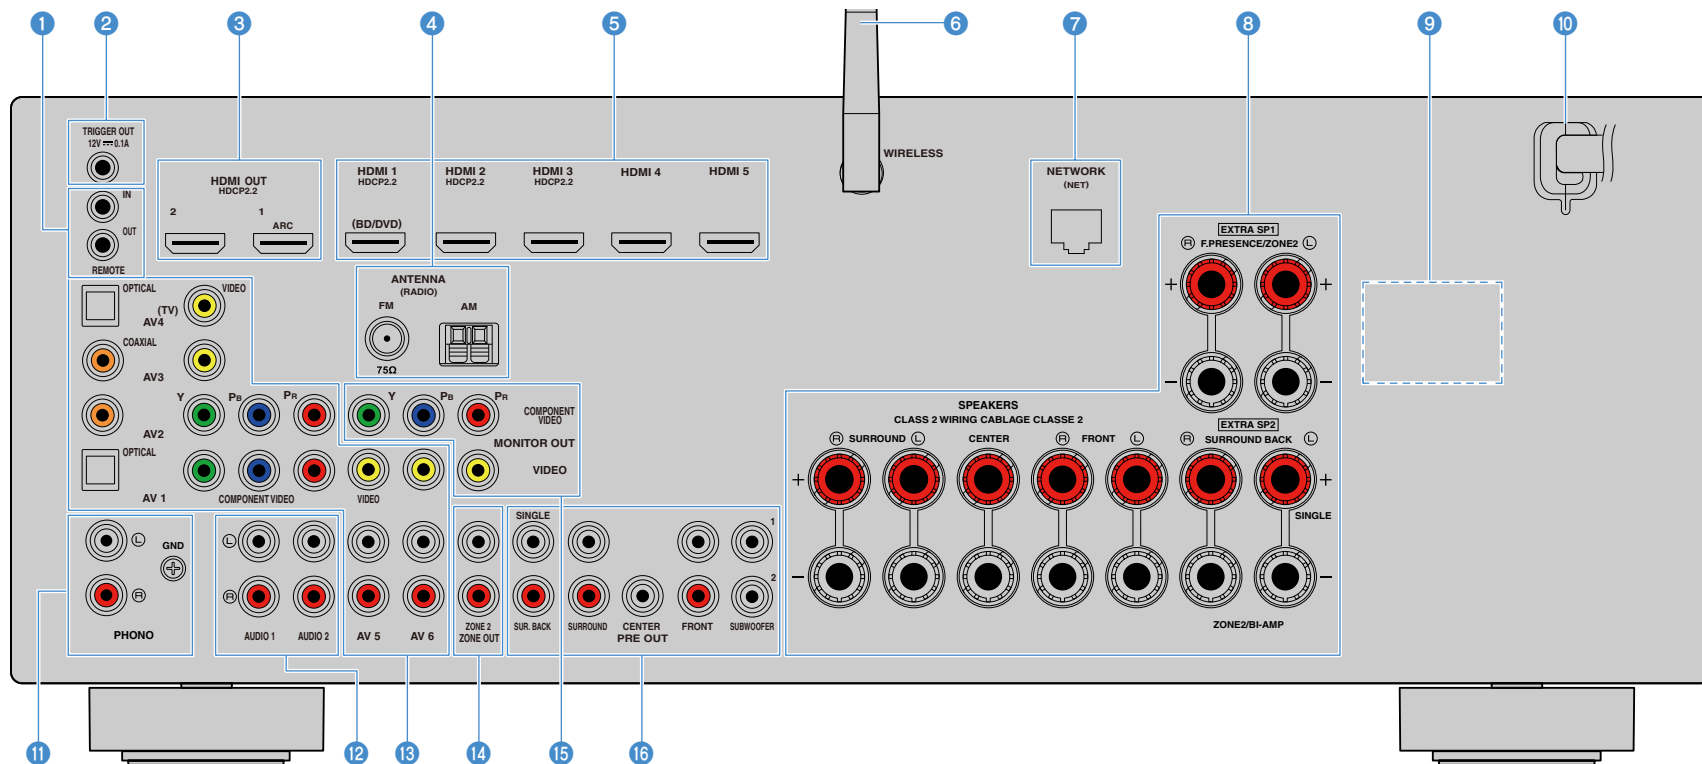 1 2 3 4 5 6 7 8 9 10
TRIGGER OUT
12V 0.1A
IN
OUT
REMOTE
HDMI OUT
HDCP2.2
2 1
ARC
HDMI 1 HDMI 2 HDMI 3 HDMI 4 HDMI 5
HDCP2.2 HDCP2.2 HDCP2.2
(BD/DVD)
WIRELESS
NETWORK
(NET)
ANTENNA
(RADIO)
FM AM
75Ω
OPTICAL VIDEO
(TV)
AV4
COAXIAL
AV3
Y PB PR
AV2
OPTICAL
AV 1
COMPONENT VIDEO VIDEO
Y PB PR
COMPONENT
VIDEO
MONITOR OUT
VIDEO
EXTRA SP1
R F.PRESENCE/ZONE2 L
+ +
– –
SPEAKERS
CLASS 2 WIRING CABLAGE CLASSE 2
EXTRA SP2
R SURROUND L CENTER R FRONT L R SURROUND BACK L
+ +
SINGLE
– –
ZONE2/BI-AMP
L
GND
R
PHONO
L
R
AUDIO 1 AUDIO 2 AV 5 AV 6
ZONE 2
ZONE OUT
SINGLE
1
2
SUR. BACK SURROUND CENTER FRONT SUBWOOFER
PRE OUT
11 12 13 14 15 16